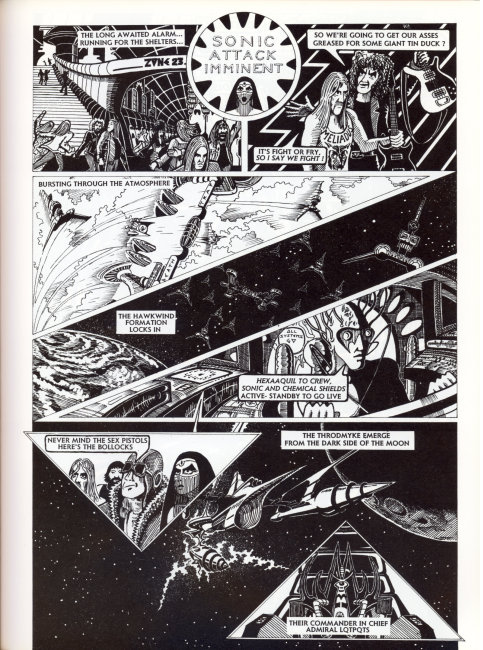 THE LONG AWAITED ALARM...
RUNNING FOR THE SHELTERS...
ZYN4 23.
SONIC
ATTACK
IMMINENT
SO WE'RE GOING TO GET OUR ASSES
GREASED FOR SOME GIANT TIN DUCK ?
IT'S FIGHT OR FRY,
SO I SAY WE FIGHT !
BURSTING THROUGH THE ATMOSPHERE
THE HAWKWIND
FORMATION
LOCKS IN
ALL
SYSTEMS
HEXAAQUIL TO CREW,
SONIC AND CHEMICAL SHIELDS
ACTIVE- STANDBY TO GO LIVE
NEVER MIND THE SEX PISTOLS
HERE'S THE BOLLOCKS
THE THRODMYKE EMERGE
FROM THE DARK SIDE OF THE MOON
THEIR COMMANDER IN CHIEF
ADMIRAL LQTPQTS